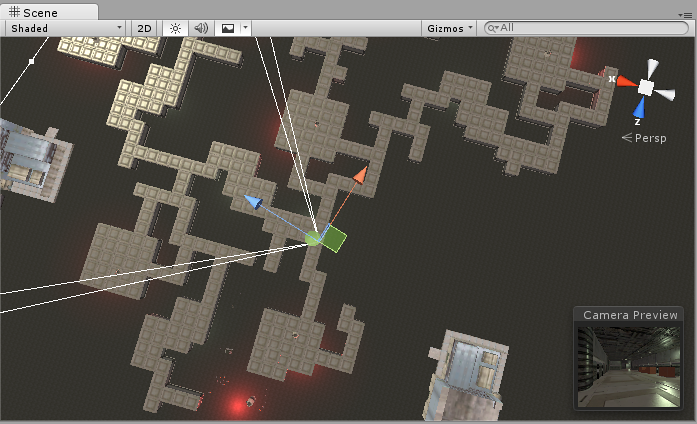 Scene
Shaded
2D
Gizmos
All
x
z
Persp
Camera Preview